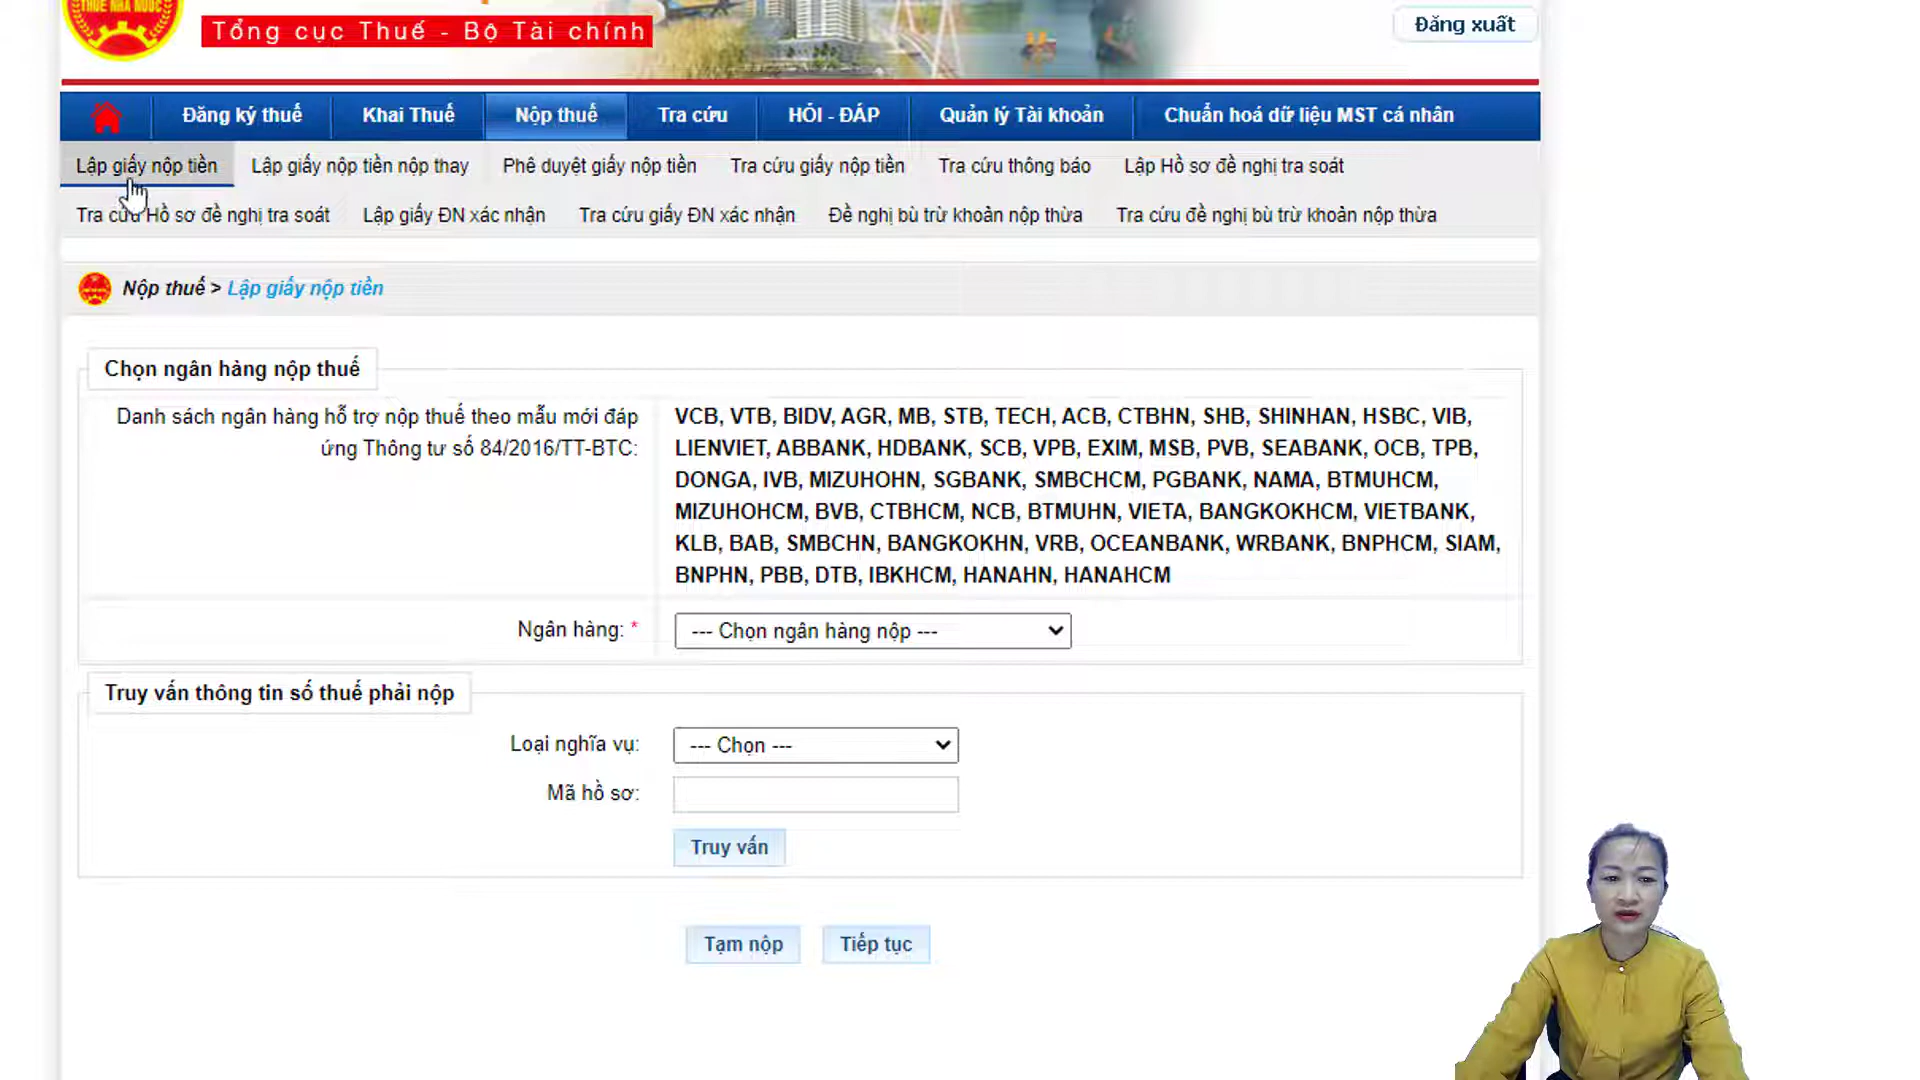 THUẾ NHÀ NƯỚC
Tổng cục Thuế - Bộ Tài chính
Đăng xuất
Đăng ký thuế Khai Thuế Nộp thuế Tra cứu HỎI - ĐÁP Quản lý Tài khoản Chuẩn hoá dữ liệu MST cá nhân
Lập giấy nộp tiền Lập giấy nộp tiền nộp thay Phê duyệt giấy nộp tiền Tra cứu giấy nộp tiền Tra cứu thông báo Lập Hồ sơ đề nghị tra soát
Tra cứu Hồ sơ đề nghị tra soát Lập giấy ĐN xác nhận Tra cứu giấy ĐN xác nhận Đề nghị bù trừ khoản nộp thừa Tra cứu đề nghị bù trừ khoản nộp thừa
Nộp thuế > Lập giấy nộp tiền
Chọn ngân hàng nộp thuế
Danh sách ngân hàng hỗ trợ nộp thuế theo mẫu mới đáp
ứng Thông tư số 84/2016/TT-BTC:
VCB, VTB, BIDV, AGR, MB, STB, TECH, ACB, CTBHN, SHB, SHINHAN, HSBC, VIB,
LIENVIET, ABBANK, HDBANK, SCB, VPB, EXIM, MSB, PVB, SEABANK, OCB, TPB,
DONGA, IVB, MIZUHOHN, SGBANK, SMBCHCM, PGBANK, NAMA, BTMUHCM,
MIZUHOHCM, BVB, CTBHCM, NCB, BTMUHN, VIETA, BANGKOKHCM, VIETBANK,
KLB, BAB, SMBCHN, BANGKOKHN, VRB, OCEANBANK, WRBANK, BNPHCM, SIAM,
BNPHN, PBB, DTB, IBKHCM, HANAHN, HANAHCM
Ngân hàng: * --- Chọn ngân hàng nộp ---
Truy vấn thông tin số thuế phải nộp
Loại nghĩa vụ: --- Chọn ---
Mã hồ sơ:
Truy vấn
Tạm nộp Tiếp tục